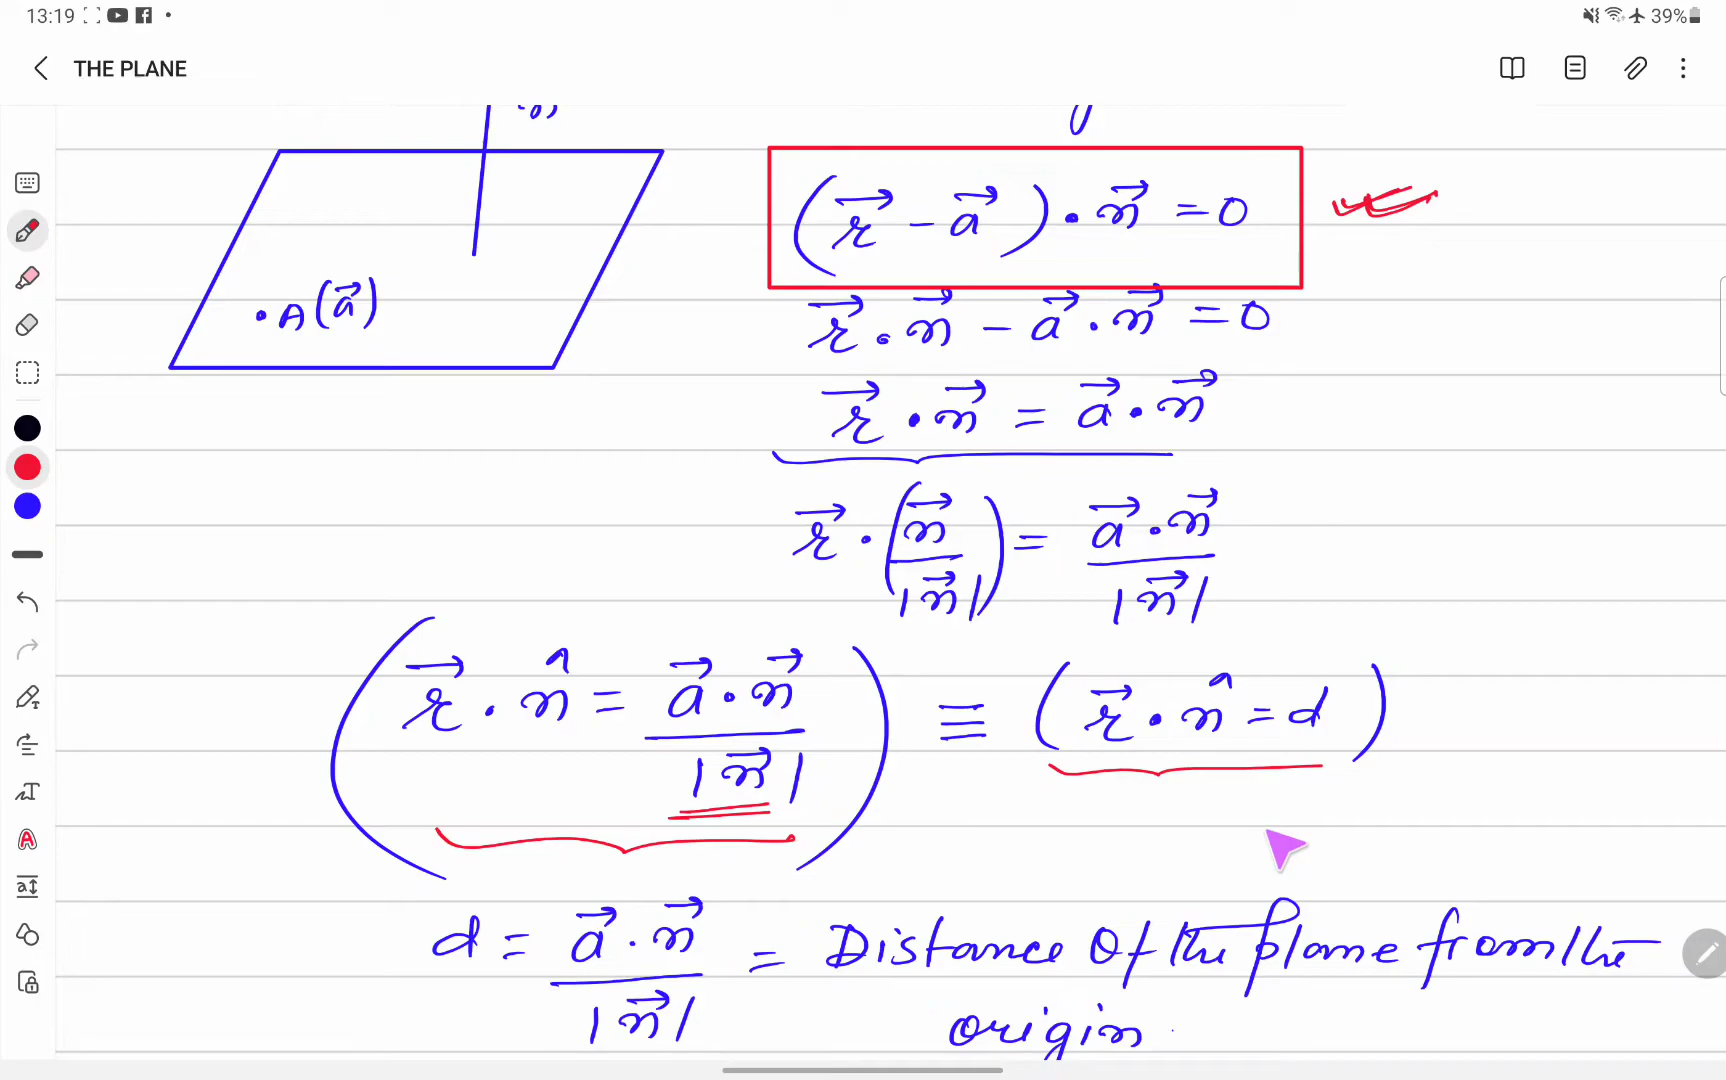 13:19
39%
THE PLANE
(r⃗ - a⃗) · n⃗ = 0
.A(a⃗)
r⃗ · n⃗ - a⃗ · n⃗ = 0
r⃗ · n⃗ = a⃗ · n⃗
r⃗ · (n⃗ / |n⃗|) = a⃗ · n⃗ / |n⃗|
(r⃗ · n̂ = a⃗ · n⃗ / |n⃗|) ≡ (r⃗ · n̂ = d)
d = a⃗ · n⃗ / |n⃗| = Distance Of the plane from the
origin